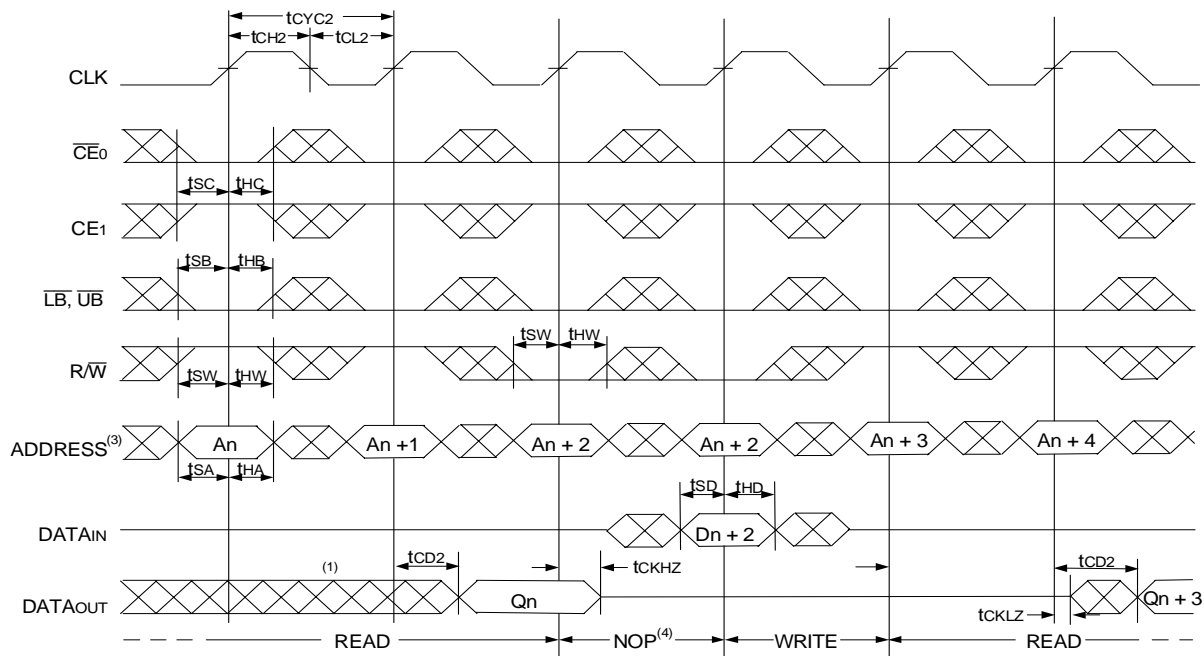 tCYC2
tCH2 tCL2
CLK
CE0
tSC tHC
CE1
tSB tHB
LB, UB
tSW tHW
R/W
tSW tHW
ADDRESS(3) An An +1 An + 2 An + 2 An + 3 An + 4
tSA tHA
tSD tHD
DATAIN Dn + 2
tCD2 tCKHZ tCD2
(1)
DATAOUT Qn Qn + 3
tCKLZ
READ NOP(4) WRITE READ